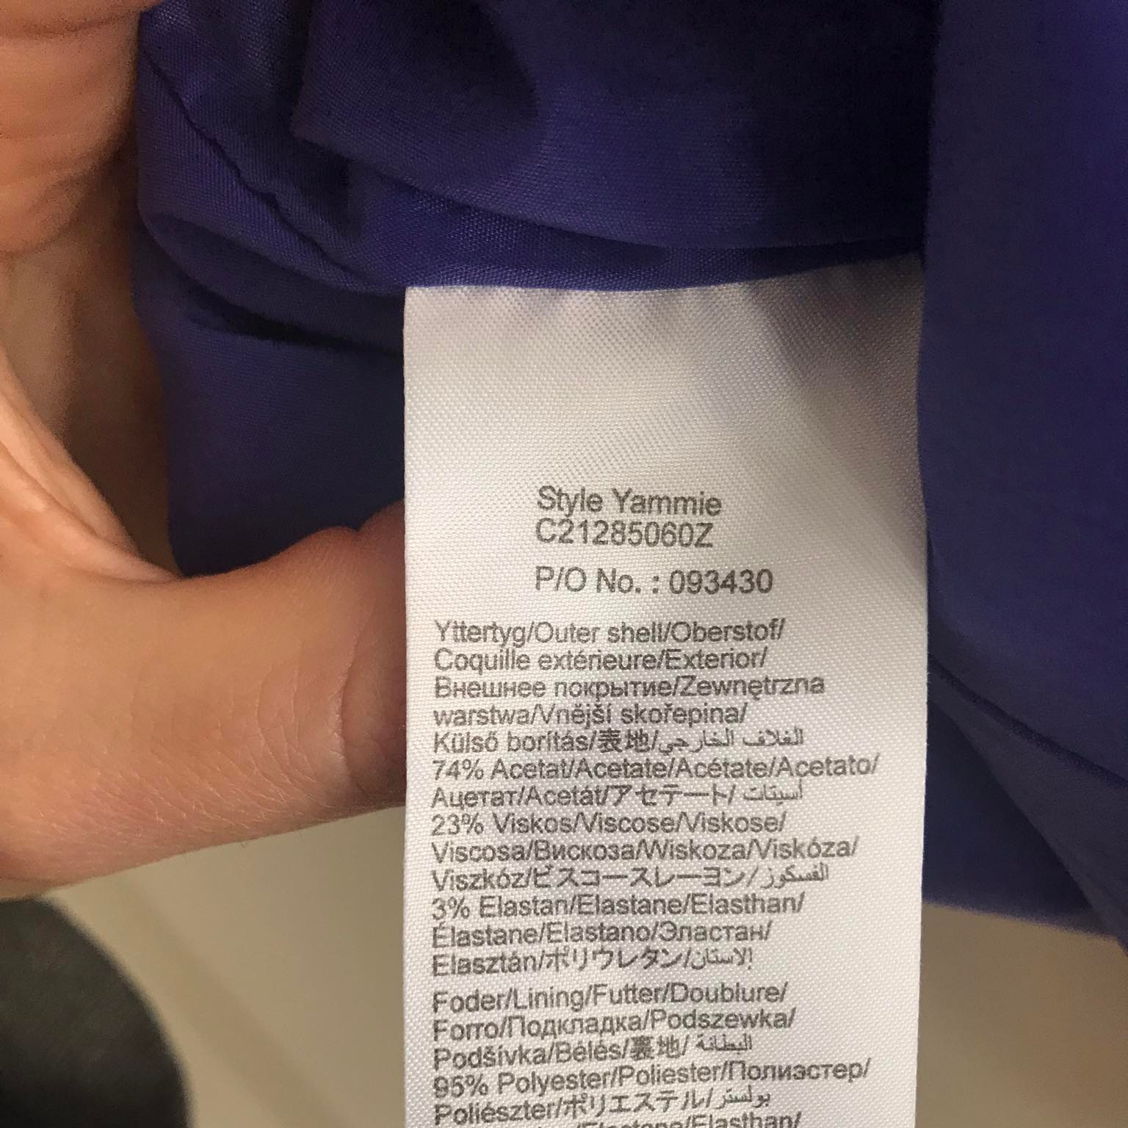 Style Yammie
C21285060Z
P/O No. : 093430
Yttertyg/Outer shell/Oberstof/
Coquille extérieure/Exterior/
Внешнее покрытие/Zewnętrzna
warstwa/Vnější skořepina/
Külső borítás/表地/الغلاف الخارجي
74% Acetat/Acetate/Acétate/Acetato/
Ацетат/Acetát/アセテート/أسيتات
23% Viskos/Viscose/Viskose/
Viscosa/Вискоза/Wiskoza/Viskóza/
Viszkóz/ビスコースレーヨン/الفسكوز
3% Elastan/Elastane/Elasthan/
Élastane/Elastano/Эластан/
Elasztán/ポリウレタン/الاستان
Foder/Lining/Futter/Doublure/
Forro/Подкладка/Podszewka/
Podšívka/Bélés/裏地/البطانة
95% Polyester/Poliester/Полиэстер/
Poliészter/ポリエステル/بولستر
/Elastane/Elasthan/